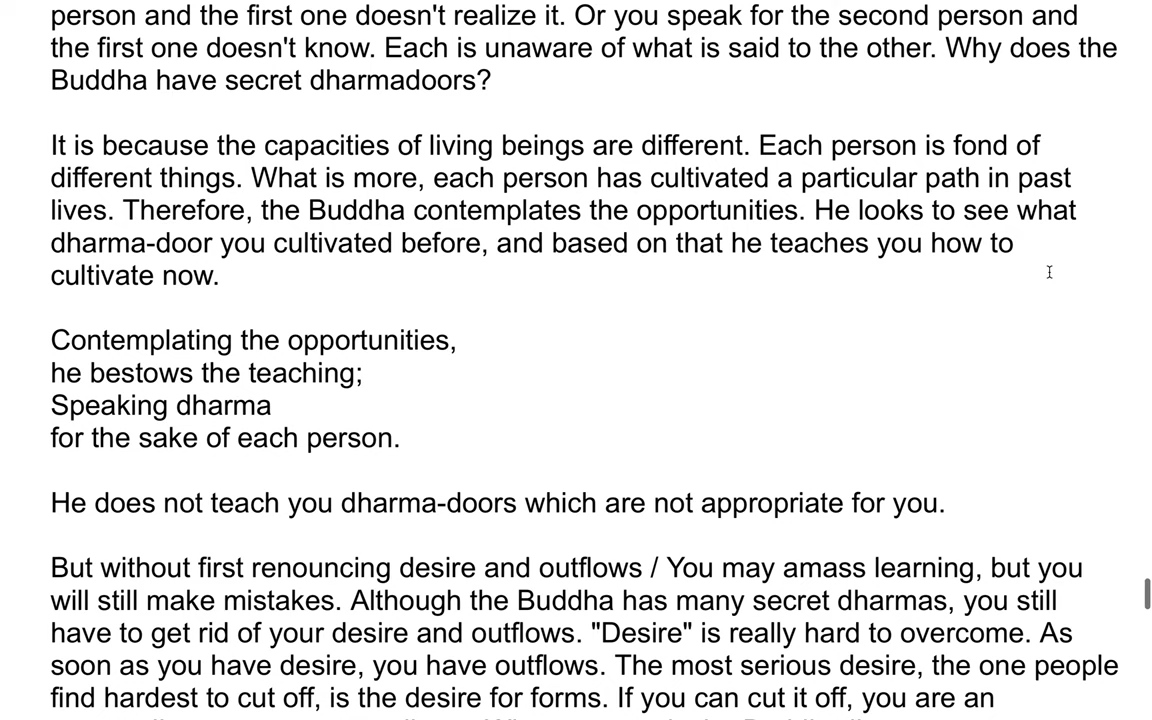 person and the first one doesn't realize it. Or you speak for the second person and
the first one doesn't know. Each is unaware of what is said to the other. Why does the
Buddha have secret dharmadoors?
It is because the capacities of living beings are different. Each person is fond of
different things. What is more, each person has cultivated a particular path in past
lives. Therefore, the Buddha contemplates the opportunities. He looks to see what
dharma-door you cultivated before, and based on that he teaches you how to
cultivate now.
Contemplating the opportunities,
he bestows the teaching;
Speaking dharma
for the sake of each person.
He does not teach you dharma-doors which are not appropriate for you.
But without first renouncing desire and outflows / You may amass learning, but you
will still make mistakes. Although the Buddha has many secret dharmas, you still
have to get rid of your desire and outflows. "Desire" is really hard to overcome. As
soon as you have desire, you have outflows. The most serious desire, the one people
find hardest to cut off, is the desire for forms. If you can cut it off, you are an